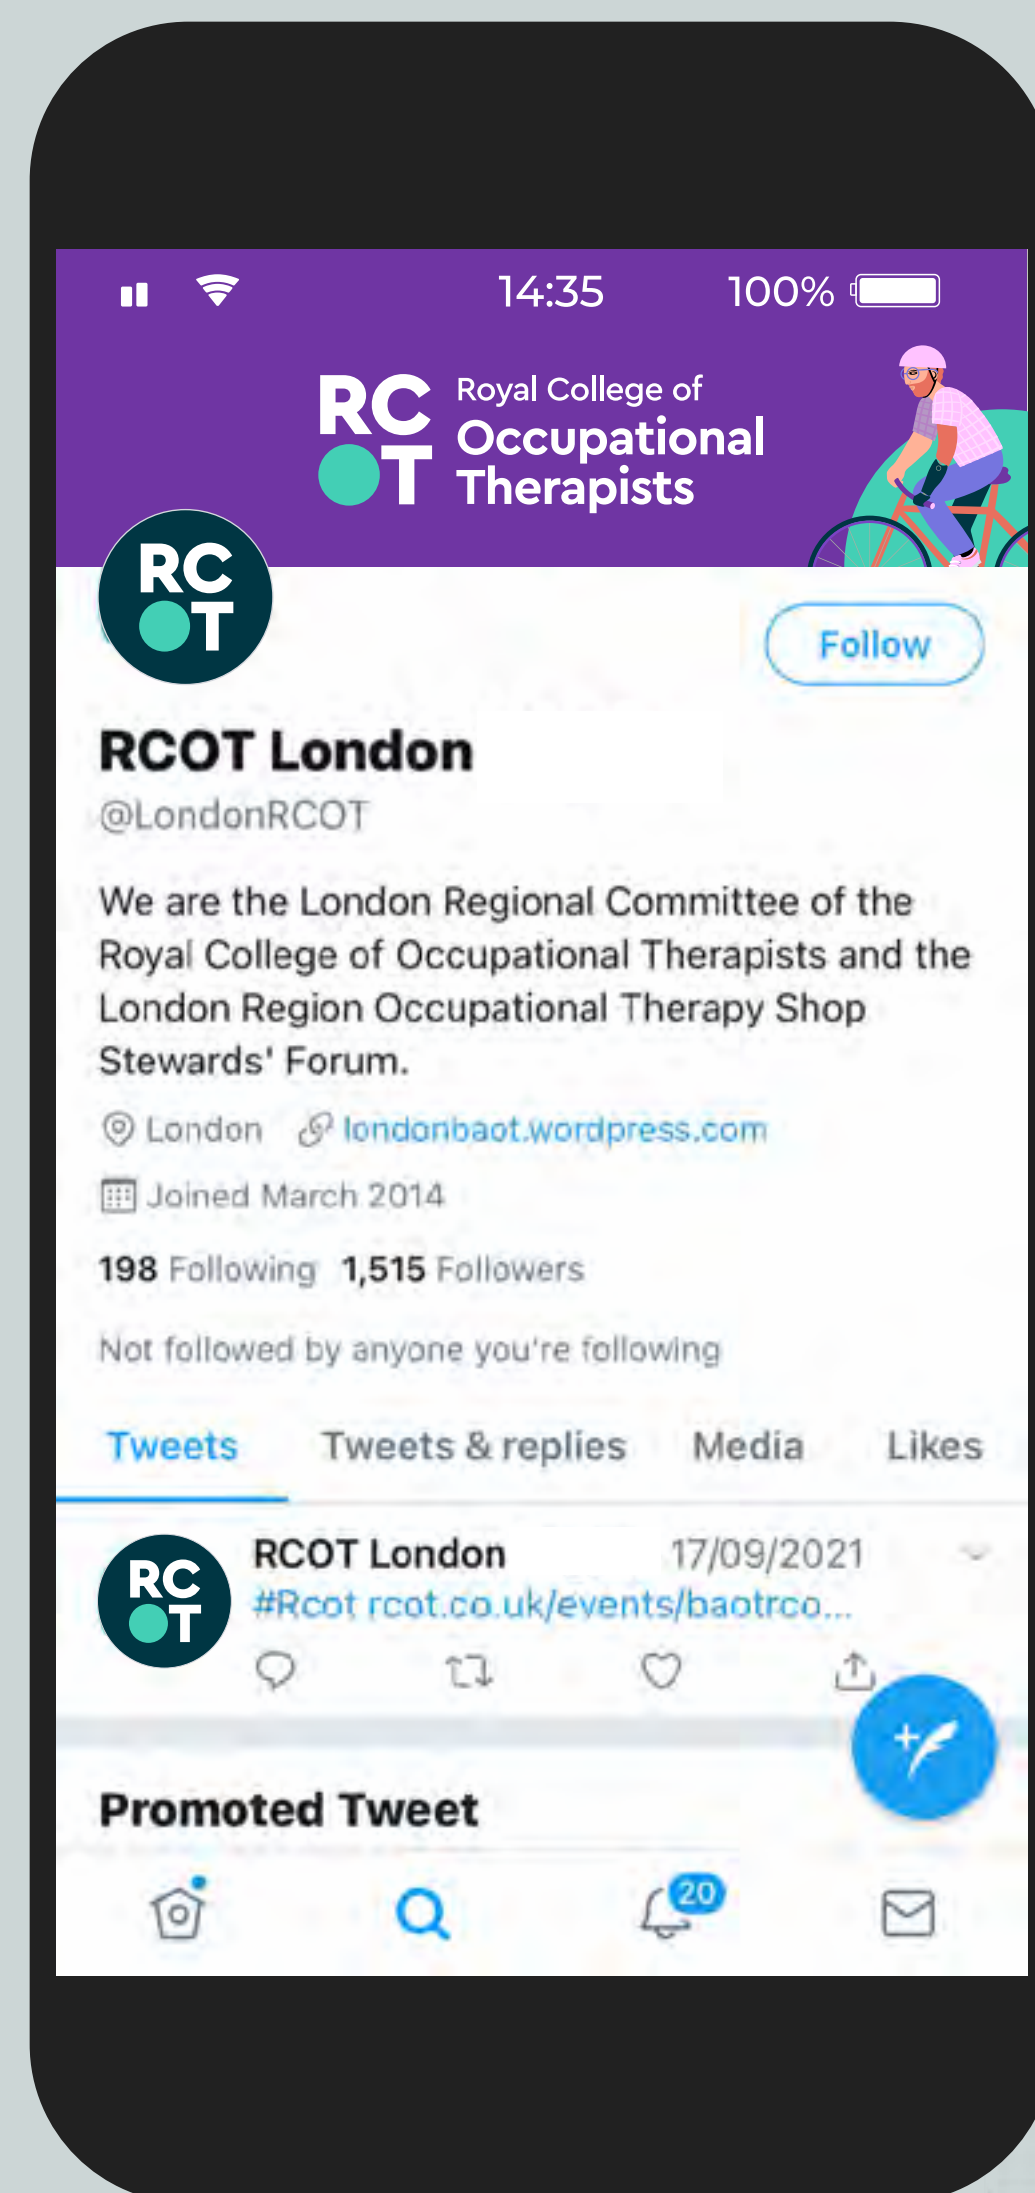 14:35 100%
RC Royal College of
Occupational
T Therapists
RC
T
Follow
RCOT London
@LondonRCOT
We are the London Regional Committee of the
Royal College of Occupational Therapists and the
London Region Occupational Therapy Shop
Stewards' Forum.
London londonbaot.wordpress.com
Joined March 2014
198 Following 1,515 Followers
Not followed by anyone you're following
Tweets Tweets & replies Media Likes
RC
T
RCOT London 17/09/2021
#Rcot rcot.co.uk/events/baotrco...
Promoted Tweet
20